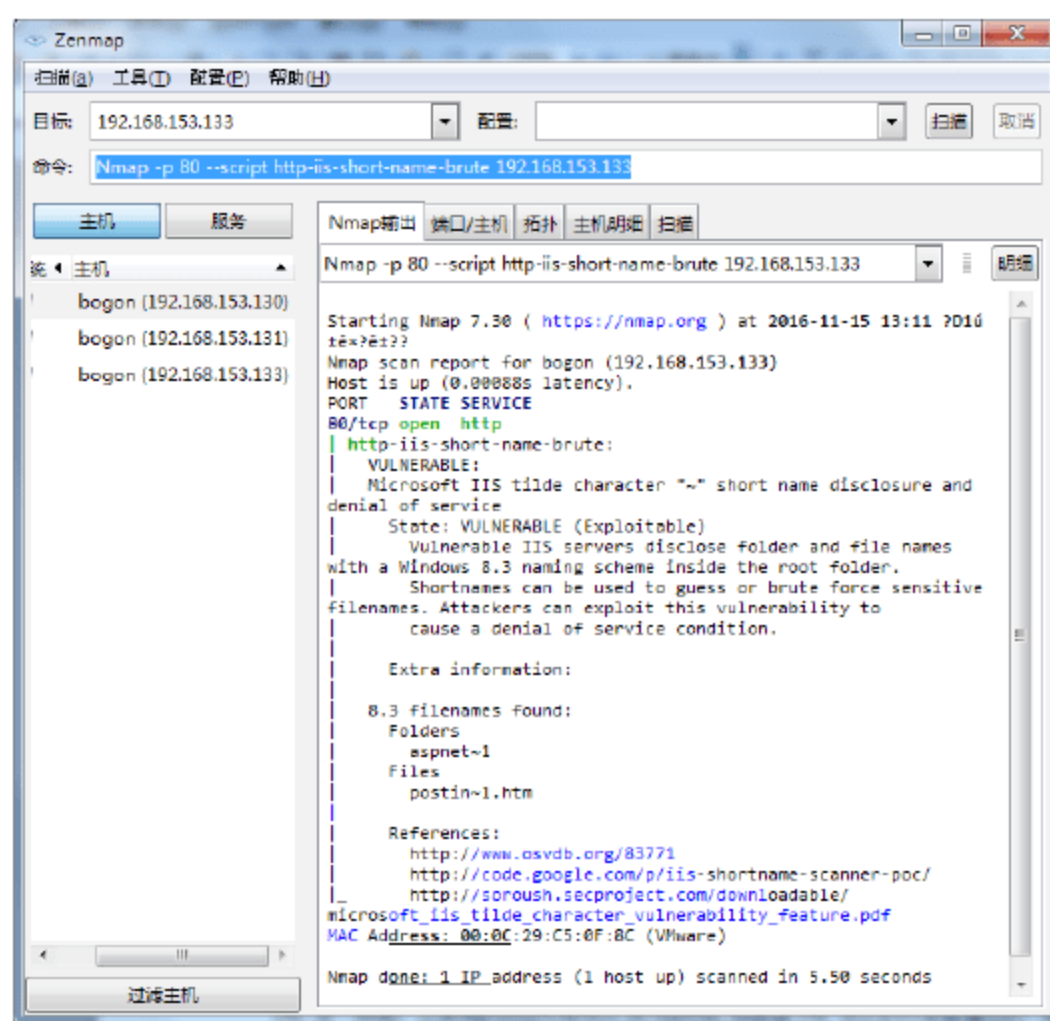 Zenmap
扫描(a) 工具(T) 配置(P) 帮助(H)
目标: 192.168.153.133 配置: 扫描 取消
命令: Nmap -p 80 --script http-iis-short-name-brute 192.168.153.133
主机 服务
主机
bogon (192.168.153.130)
bogon (192.168.153.131)
bogon (192.168.153.133)
过滤主机
Nmap输出 端口/主机 拓扑 主机明细 扫描
Nmap -p 80 --script http-iis-short-name-brute 192.168.153.133 明细
Starting Nmap 7.30 ( https://nmap.org ) at 2016-11-15 13:11 ?D1ú
Nmap scan report for bogon (192.168.153.133)
Host is up (0.00088s latency).
PORT STATE SERVICE
80/tcp open http
| http-iis-short-name-brute:
| VULNERABLE:
| Microsoft IIS tilde character "~" short name disclosure and
denial of service
| State: VULNERABLE (Exploitable)
| Vulnerable IIS servers disclose folder and file names
with a Windows 8.3 naming scheme inside the root folder.
| Shortnames can be used to guess or brute force sensitive
filenames. Attackers can exploit this vulnerability to
| cause a denial of service condition.
|
| Extra information:
|
| 8.3 filenames found:
| Folders
| aspnet~1
| Files
| postin~1.htm
|
| References:
| http://www.osvdb.org/83771
| http://code.google.com/p/iis-shortname-scanner-poc/
|_ http://soroush.secproject.com/downloadable/
microsoft_iis_tilde_character_vulnerability_feature.pdf
MAC Address: 00:0C:29:C5:0F:8C (VMware)
Nmap done: 1 IP address (1 host up) scanned in 5.50 seconds